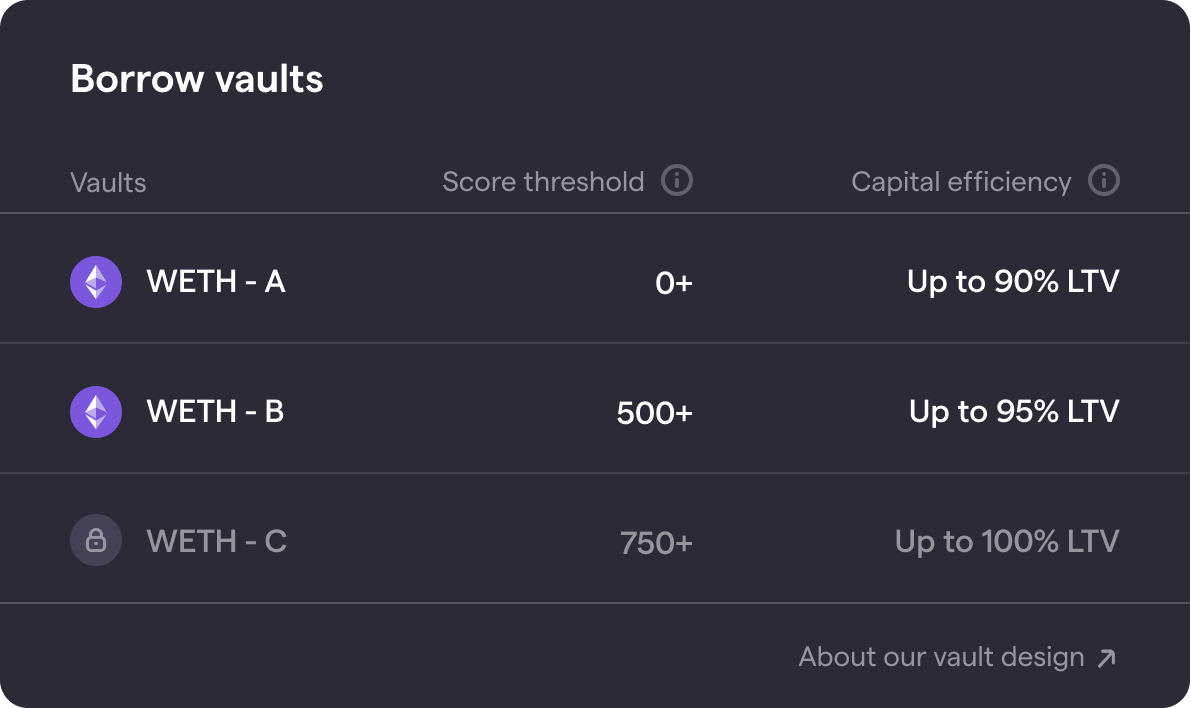 Borrow vaults
Vaults Score threshold Capital efficiency
WETH - A 0+ Up to 90% LTV
WETH - B 500+ Up to 95% LTV
WETH - C 750+ Up to 100% LTV
About our vault design